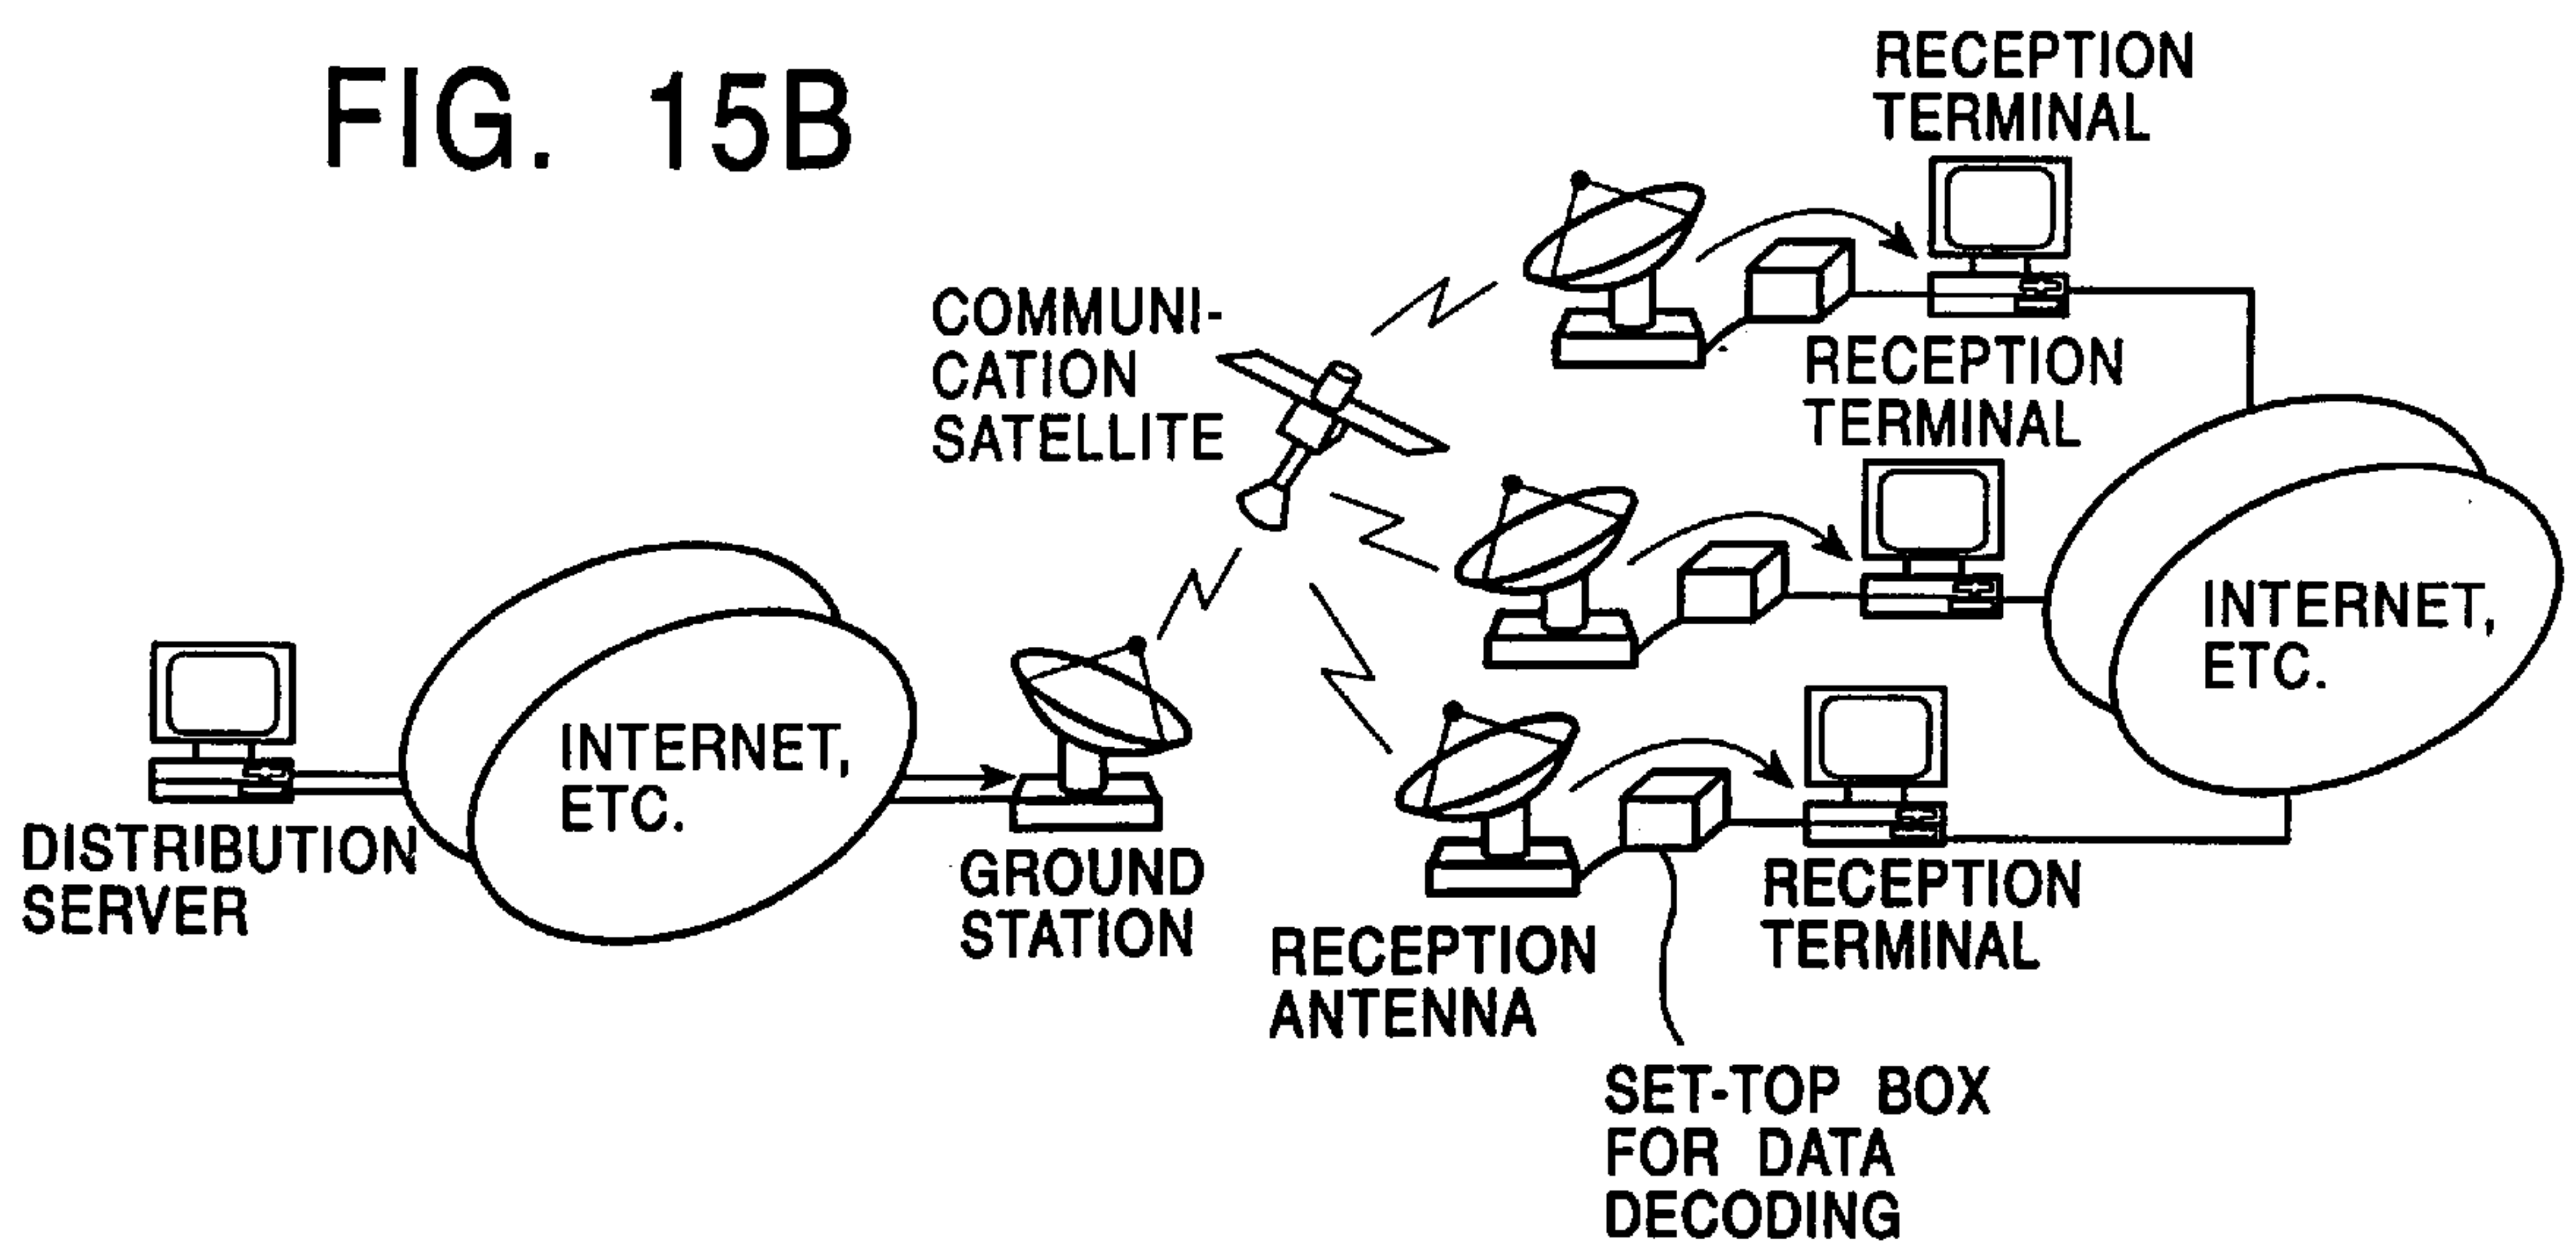 FIG. 15B
RECEPTION
TERMINAL
COMMUNI-
CATION
SATELLITE
RECEPTION
TERMINAL
INTERNET,
ETC.
INTERNET,
ETC.
DISTRIBUTION
SERVER
GROUND
STATION
RECEPTION
TERMINAL
RECEPTION
ANTENNA
SET-TOP BOX
FOR DATA
DECODING